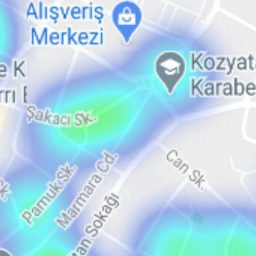 Alışveriş
Merkezi
Kozyata
Karabe
Şakacı Sk.
Can Sk.
Pamuk Sk
Marmara Cd.
Sokağı